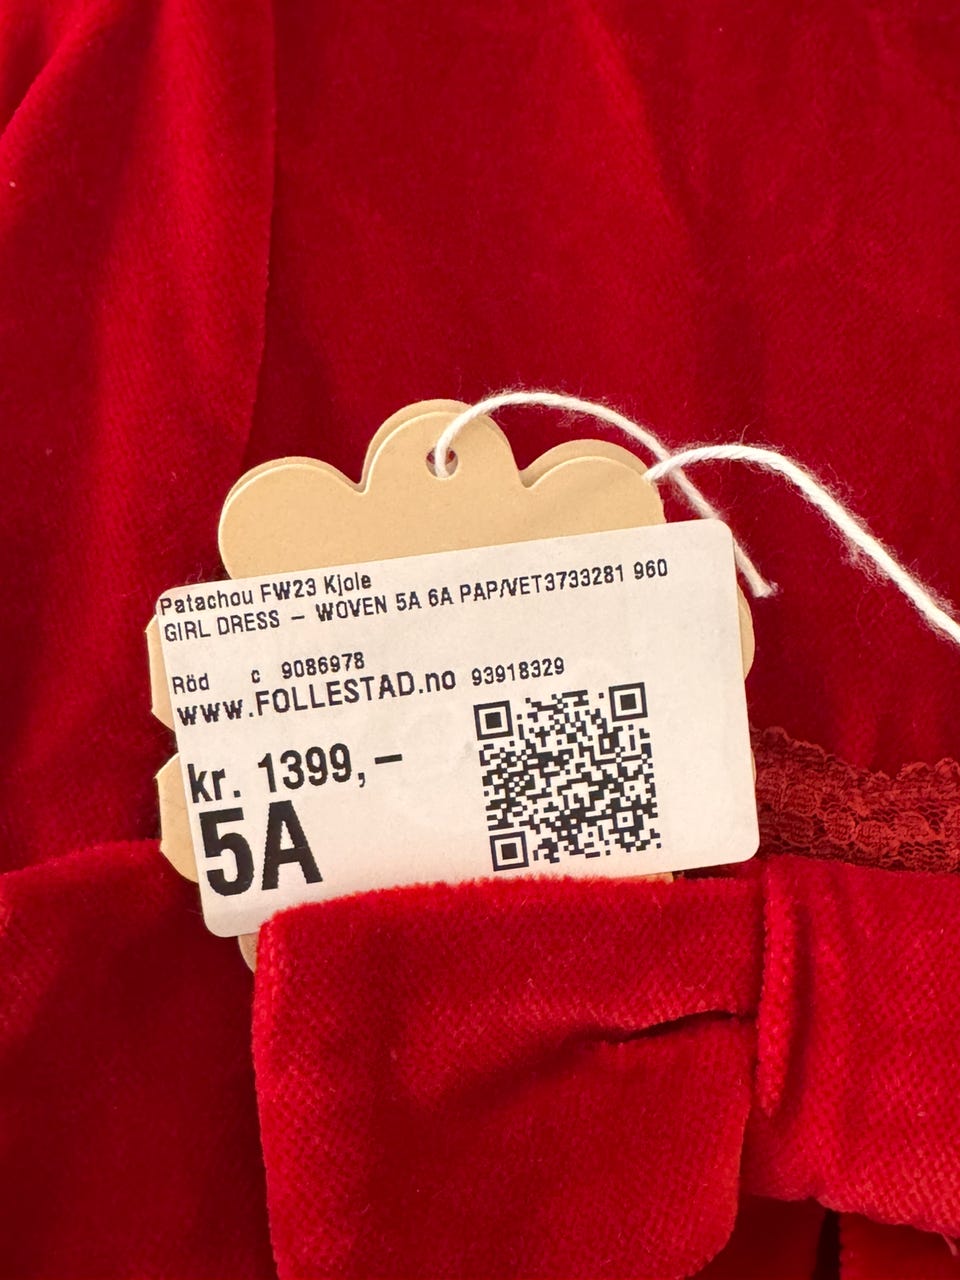 Patachou FW23 Kjole
GIRL DRESS - WOVEN 5A 6A PAP/VET3733281 960
Röd c 9086978
www.FOLLESTAD.no 93918329
kr. 1399,-
5A